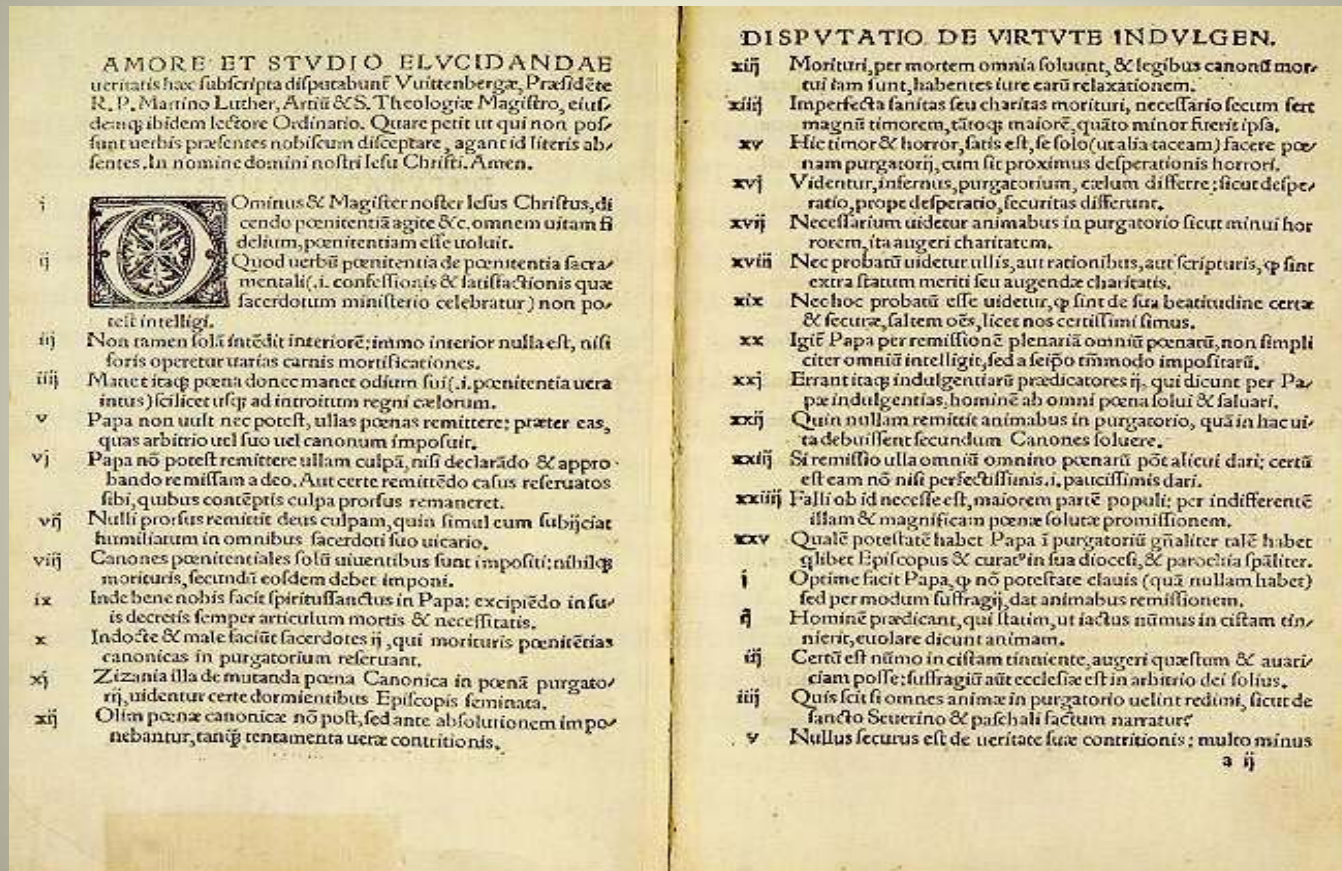 AMORE ET STVDIO ELVCIDANDAE
ueritatis hæc ſubſcripta diſputabunť Vuittenbergæ, Præſidẽte
R. P. Martino Luther, Artiũ & S. Theologiæ Magiſtro, eiuſ/
demq; ibidem lectore Ordinario. Quare petit ut qui non poſ/
ſunt uerbis præſentes nobiſcum diſceptare, agant id literis ab/
ſentes. In nomine domini noſtri Ieſu Chriſti. Amen.
i DOminus & Magiſter noſter Ieſus Chriſtus, di
cendo pœnitentiã agite &c. omnem uitam fi
delium, pœnitentiam eſſe uoluit.
ij Quod uerbũ pœnitentia de pœnitentia ſacra/
mentali (.i. confeſſionis & ſatiſfactionis quæ
ſacerdotum miniſterio celebratur) non po/
teſt intelligi.
iij Non tamen ſolã intẽdit interiorẽ: immo interior nulla eſt, niſi
foris operetur uarias carnis mortificationes.
iiij Manet itaq; pœna donec manet odium ſui (.i. pœnitentia uera
intus) ſcilicet uſq; ad introitum regni cælorum.
v Papa non uult nec poteſt, ullas pœnas remittere: præter eas,
quas arbitrio uel ſuo uel canonum impoſuit.
vj Papa nõ poteſt remittere ullam culpã, niſi declarãdo & appro-
bando remiſſam a deo. Aut certe remittẽdo caſus reſeruatos
ſibi, quibus contẽptis culpa prorſus remaneret.
vij Nulli prorſus remittit deus culpam, quin ſimul eum ſubijciat
humiliatum in omnibus ſacerdoti ſuo uicario.
viij Canones pœnitentiales ſolũ uiuentibus ſunt impoſiti: nihilq;
morituris, ſecundũ eoſdem debet imponi.
ix Inde bene nobis facit ſpirituſſanctus in Papa: excipiẽdo in ſu/
is decretis ſemper articulum mortis & neceſſitatis.
x Indocte & male faciũt ſacerdotes ij, qui morituris pœnitẽtias
canonicas in purgatorium reſeruant.
xj Zizania illa de mutanda pœna Canonica in pœnã purgato/
rij, uidentur certe dormientibus Epiſcopis ſeminata.
xij Olim pœnæ canonicæ nõ poſt, ſed ante abſolutionem impo/
nebantur, tanq̃ tentamenta ueræ contritionis.
DISPVTATIO DE VIRTVTE INDVLGEN.
xiij Morituri, per mortem omnia ſoluunt, & legibus canonũ mor/
tui iam ſunt, habentes iure earũ relaxationem.
xiiij Imperfecta ſanitas ſeu charitas morituri, neceſſario ſecum fert
magnũ timorem, tãtoq; maiorẽ, quãto minor fuerit ipſa.
xv Hic timor & horror, ſatis eſt, ſe ſolo (ut alia taceam) facere pœ/
nam purgatorij, cum ſit proximus deſperationis horrori.
xvj Videntur, infernus, purgatorium, cælum differre: ſicut deſpe/
ratio, prope deſperatio, ſecuritas differunt.
xvij Neceſſarium uidetur animabus in purgatorio ſicut minui hor
rorem, ita augeri charitatem.
xviij Nec probatũ uidetur ullis, aut rationibus, aut ſcripturis, ꝙ ſint
extra ſtatum meriti ſeu augendæ charitatis.
xix Nec hoc probatũ eſſe uidetur, ꝙ ſint de ſua beatitudine certæ
& ſecuræ, ſaltem oẽs, licet nos certiſſimi ſimus.
xx Igiť Papa per remiſſionẽ plenariã omniũ pœnarũ, non ſimpli
citer omniũ intelligit, ſed a ſeipo tm̃modo impoſitarũ.
xxj Errant itaq; indulgentiarũ prædicatores ij, qui dicunt per Pa/
pæ indulgentias, hominẽ ab omni pœna ſolui & ſaluari.
xxij Quin nullam remittit animabus in purgatorio, quã in hac ui/
ta debuiſſent ſecundum Canones ſoluere.
xxiij Si remiſſio ulla omniũ omnino pœnarũ põt alicui dari: certũ
eſt eam nõ niſi perfectiſſimis .i. pauciſſimis dari.
xxiiij Falli ob id neceſſe eſt, maiorem partẽ populi: per indifferentẽ
illam & magnificam pœnæ ſolutæ promiſſionem.
xxv Qualẽ poteſtatẽ habet Papa ĩ purgatoriũ gñaliter talẽ habet
q̃libet Epiſcopus & curatꝰ in ſua dioceſi, & parochia ſpãliter.
i Optime facit Papa, ꝙ nõ poteſtate clauis (quã nullam habet)
ſed per modum ſuffragij, dat animabus remiſſionem.
ij Hominẽ prædicant, qui ſtatim, ut iactus nũmus in ciſtam tin/
nierit, euolare dicunt animam.
iij Certũ eſt nũmo in ciſtam tinniente, augeri quæſtum & auari/
ciam poſſe: ſuffragiũ aũt eccleſiæ eſt in arbitrio dei ſolius.
iiij Quis ſcit ſi omnes animæ in purgatorio uelint redimi, ſicut de
ſancto Seuerino & paſchali factum narratur?
v Nullus ſecurus eſt de ueritate ſuæ contritionis: multo minus
a ij